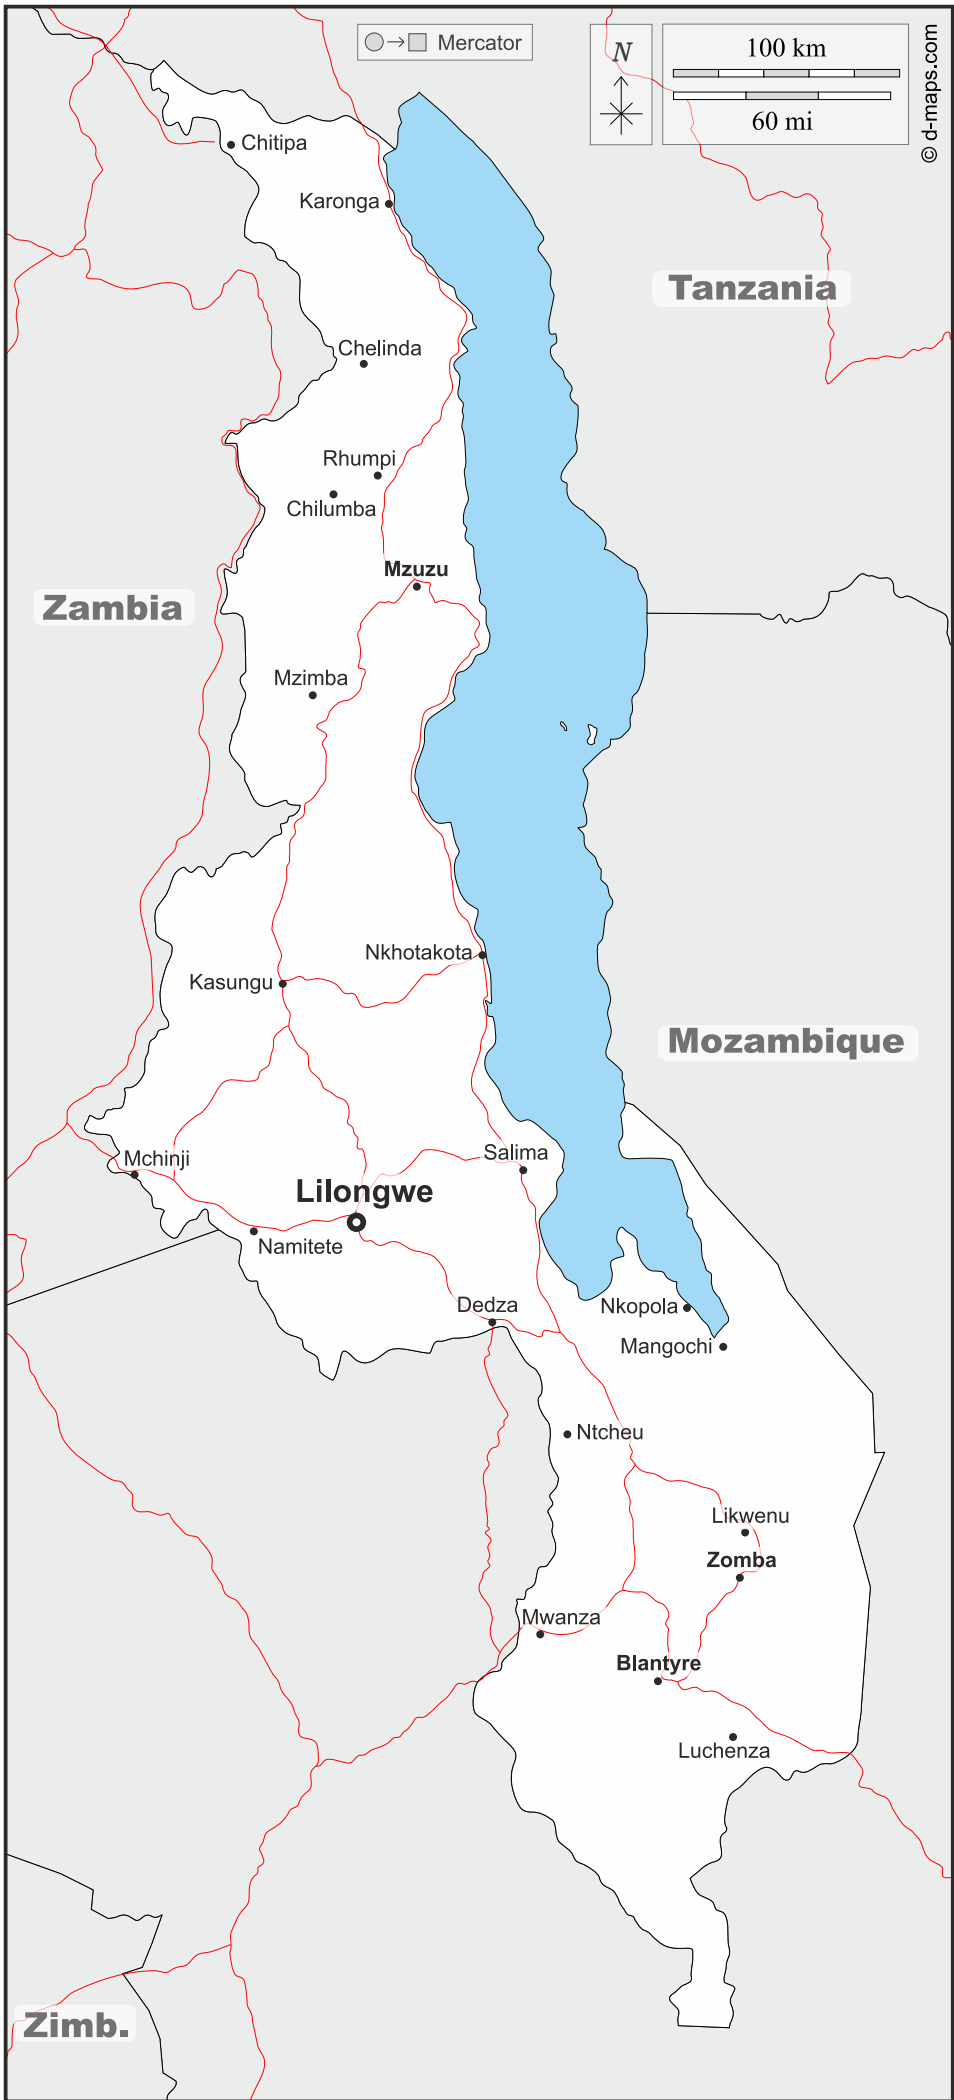 Mercator
N
100 km
60 mi
© d-maps.com
Chitipa
Karonga
Tanzania
Chelinda
Rhumpi
Chilumba
Mzuzu
Zambia
Mzimba
Nkhotakota
Kasungu
Mozambique
Salima
Mchinji
Lilongwe
Namitete
Dedza
Nkopola
Mangochi
Ntcheu
Likwenu
Zomba
Mwanza
Blantyre
Luchenza
Zimb.